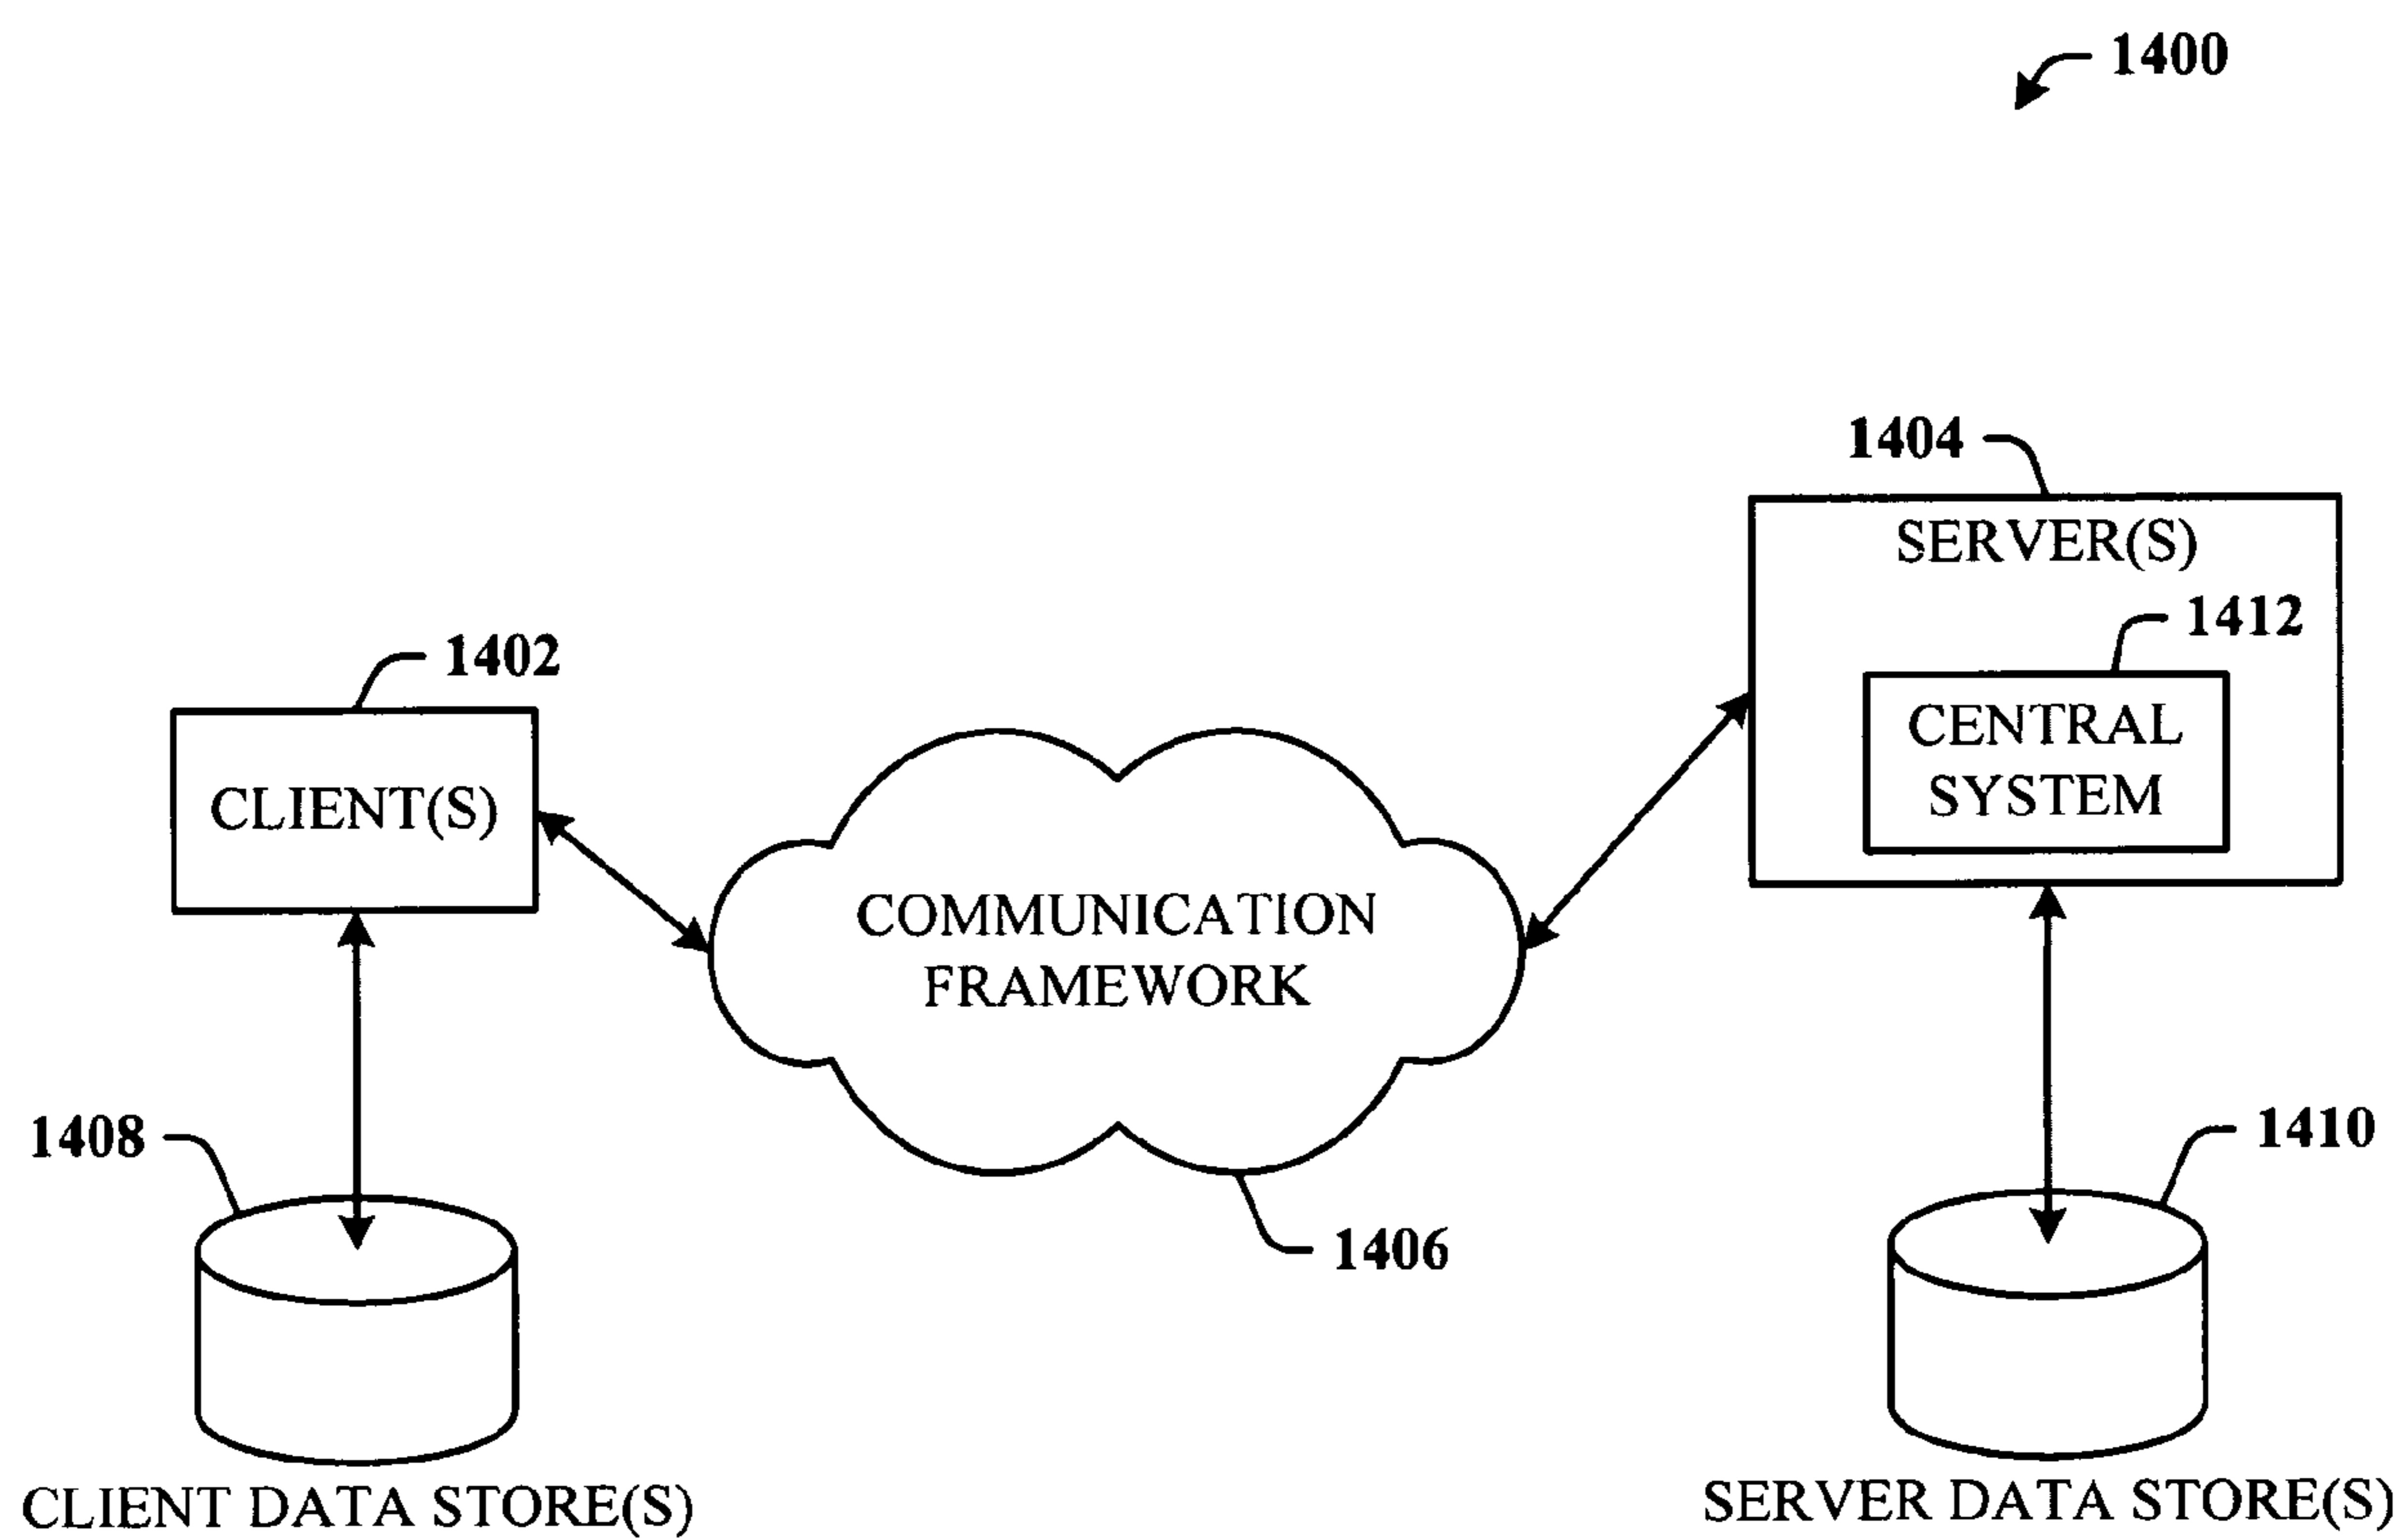 1400
1404
SERVER(S)
1412
1402
CENTRAL
SYSTEM
CLIENT(S)
COMMUNICATION
FRAMEWORK
1408
1410
1406
CLIENT DATA STORE(S)
SERVER DATA STORE(S)